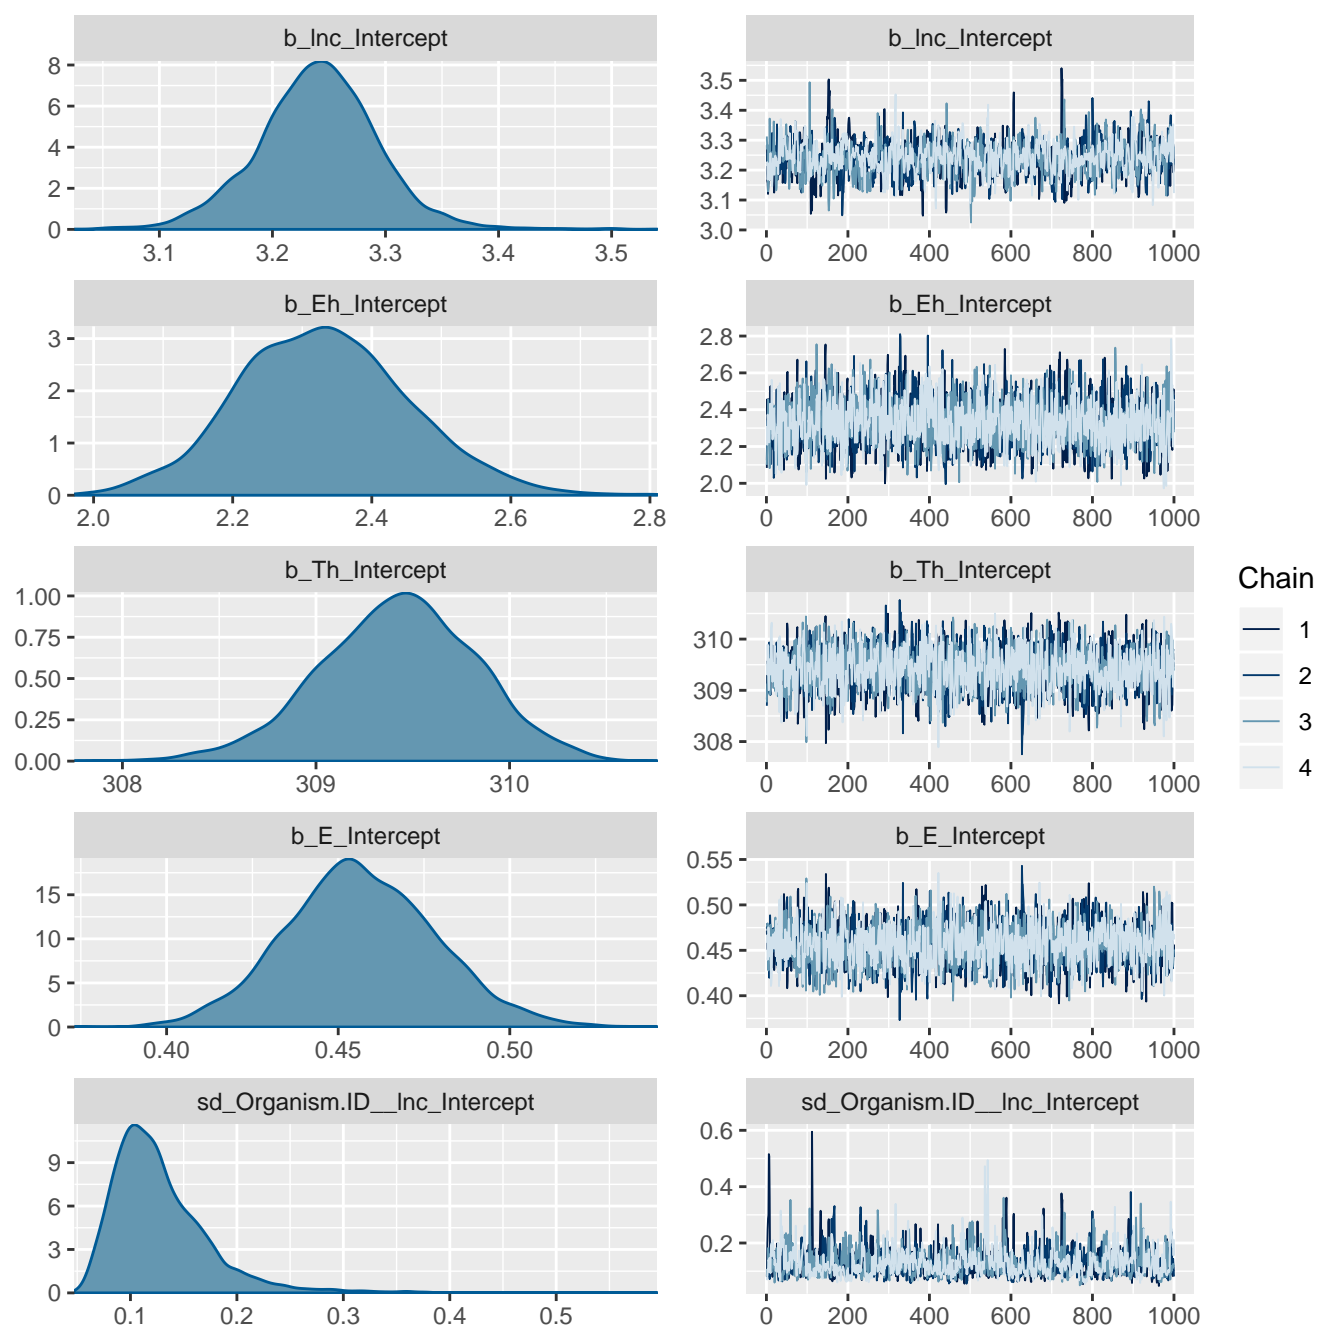 b_lnc_Intercept
8
6
4
2
0
3.1 3.2 3.3 3.4 3.5
b_lnc_Intercept
3.5
3.4
3.3
3.2
3.1
3.0
0 200 400 600 800 1000
b_Eh_Intercept
3
2
1
0
2.0 2.2 2.4 2.6 2.8
b_Eh_Intercept
2.8
2.6
2.4
2.2
2.0
0 200 400 600 800 1000
b_Th_Intercept
1.00
0.75
0.50
0.25
0.00
308 309 310
b_Th_Intercept
310
309
308
0 200 400 600 800 1000
b_E_Intercept
15
10
5
0
0.40 0.45 0.50
b_E_Intercept
0.55
0.50
0.45
0.40
0 200 400 600 800 1000
sd_Organism.ID__lnc_Intercept
9
6
3
0
0.1 0.2 0.3 0.4 0.5
sd_Organism.ID__lnc_Intercept
0.6
0.4
0.2
0 200 400 600 800 1000
Chain
1
2
3
4